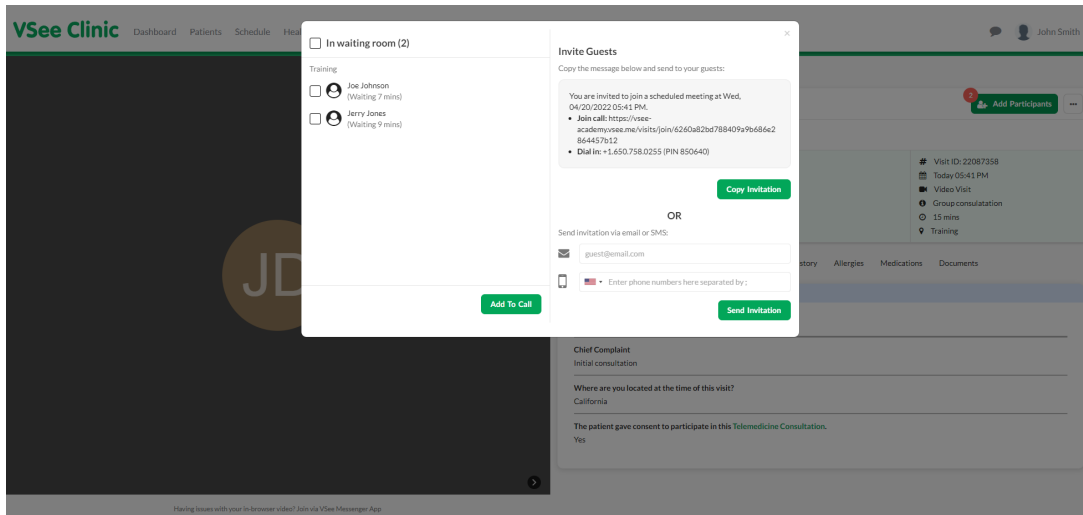 VSee Clinic Dashboard Patients Schedule Heal John Smith
In waiting room (2)
Training
Joe Johnson
(Waiting 7 mins)
Jerry Jones
(Waiting 9 mins)
Add To Call
×
Invite Guests
Copy the message below and send to your guests:
You are invited to join a scheduled meeting at Wed,
04/20/2022 05:41 PM.
• Join call: https://vsee-
academy.vsee.me/visits/join/6260a82bd788409a9b686e2
864457b12
• Dial in: +1.650.758.0255 (PIN 850640)
Copy Invitation
OR
Send invitation via email or SMS:
guest@email.com
Enter phone numbers here separated by ;
Send Invitation
2
Add Participants
JD
# Visit ID: 22087358
Today 05:41 PM
Video Visit
Group consulatation
15 mins
Training
story Allergies Medications Documents
Chief Complaint
Initial consultation
Where are you located at the time of this visit?
California
The patient gave consent to participate in this Telemedicine Consultation.
Yes
Having issues with your in-browser video? Join via VSee Messenger App